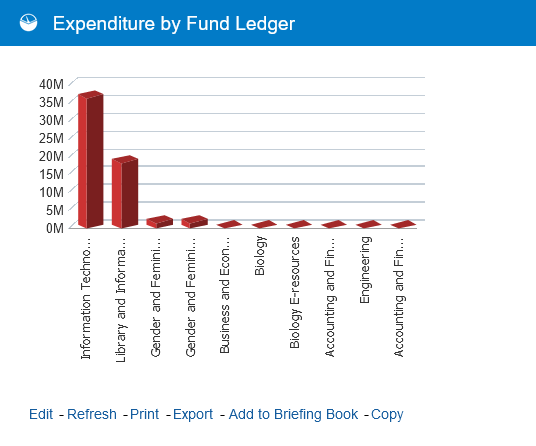 Expenditure by Fund Ledger
40M
35M
30M
25M
20M
15M
10M
5M
0M
Information Techno...
Library and Informa...
Gender and Femini...
Gender and Femini...
Business and Econ...
Biology
Biology E-resources
Accounting and Fin...
Engineering
Accounting and Fin...
Edit - Refresh - Print - Export - Add to Briefing Book - Copy